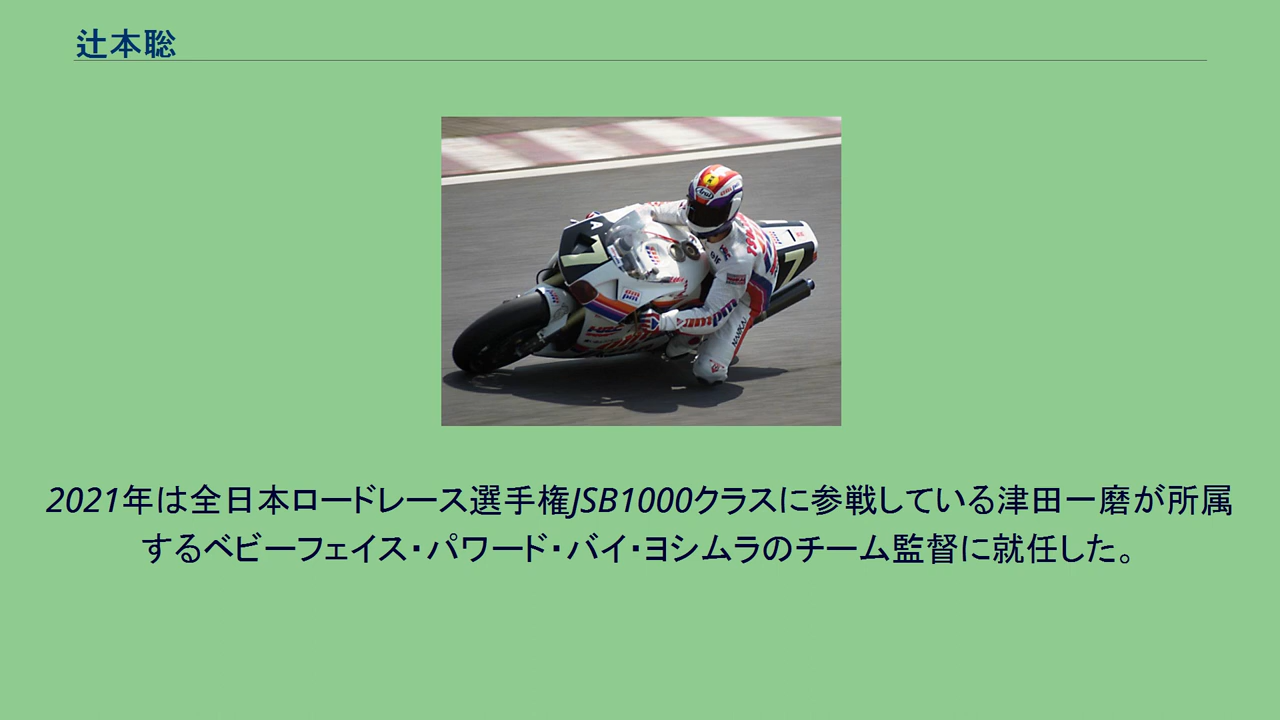 辻本聡
7
7
HRC
2021年は全日本ロードレース選手権JSB1000クラスに参戦している津田一磨が所属
するベビーフェイス・パワード・バイ・ヨシムラのチーム監督に就任した。